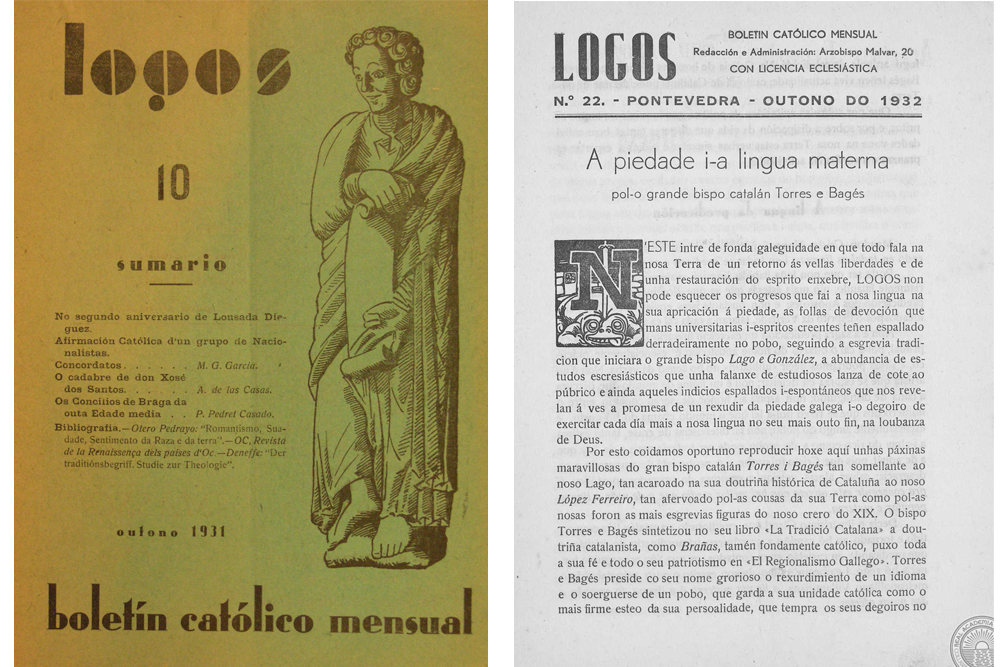 logos
10
sumario
No segundo aniversario de Lousada Dié-
guez.
Afirmación Católica d'un grupo de Nacio-
nalistas.
Concordatos . . . . . . M. G. García.
O cadabre de don Xosé
dos Santos. . . . . . . A. de las Casas.
Os Concilios de Braga da
outa Edade media . . P. Pedret Casado.
Bibliografía.—Otero Pedrayo: "Romantismo, Sau-
dade, Sentimento da Raza e da terra".—OC, Revista
de la Renaissença dels païses d'Oc.—Deneffe: "Der
traditiónsbegriff. Studie zur Theologie".
outono 1931
boletín católico mensual
LOGOS
BOLETIN CATÓLICO MENSUAL
Redacción e Administración: Arzobispo Malvar, 20
CON LICENCIA ECLESIÁSTICA
N.º 22. - PONTEVEDRA - OUTONO DO 1932
A piedade i-a lingua materna
pol-o grande bispo catalán Torres e Bagés
N'ESTE intre de fonda galeguidade en que todo fala na
nosa Terra de un retorno ás vellas liberdades e de
unha restauración do esprito enxebre, LOGOS non
pode esquecer os progresos que fai a nosa lingua na
sua apricación á piedade, as follas de devoción que
mans universitarias i-espritos creentes teñen espallado
derradeiramente no pobo, seguindo a esgrevia tradi-
cion que iniciara o grande bispo Lago e González, a abundancia de es-
tudos escresiásticos que unha falanxe de estudiosos lanza de cote ao
púbrico e ainda aqueles indicios espallados i-espontáneos que nos reve-
lan á ves a promesa de un rexudir da piedade galega i-o degoiro de
exercitar cada día mais a nosa lingua no seu mais outo fin, na loubanza
de Deus.
Por esto coidamos oportuno reproducir hoxe aquí unhas páxinas
maravillosas do gran bispo catalán Torres i Bagés tan somellante ao
noso Lago, tan acaroado na sua doutriña histórica de Cataluña ao noso
López Ferreiro, tan afervoado pol-as cousas da sua Terra como pol-as
nosas foron as mais esgrevias figuras do noso crero do XIX. O bispo
Torres e Bagés sintetizou no seu libro «La Tradició Catalana» a dou-
triña catalanista, como Brañas, tamén fondamente católico, puxo toda
a sua fé e todo o seu patriotismo en «El Regionalismo Gallego». Torres
e Bagés preside co seu nome grorioso o rexurdimento de un idioma
e o soerguerse de un pobo, que garda a sua unidade católica como o
mais firme esteo da sua persoalidade, que tempra os seus degoiros no
REAL ACADEMIA